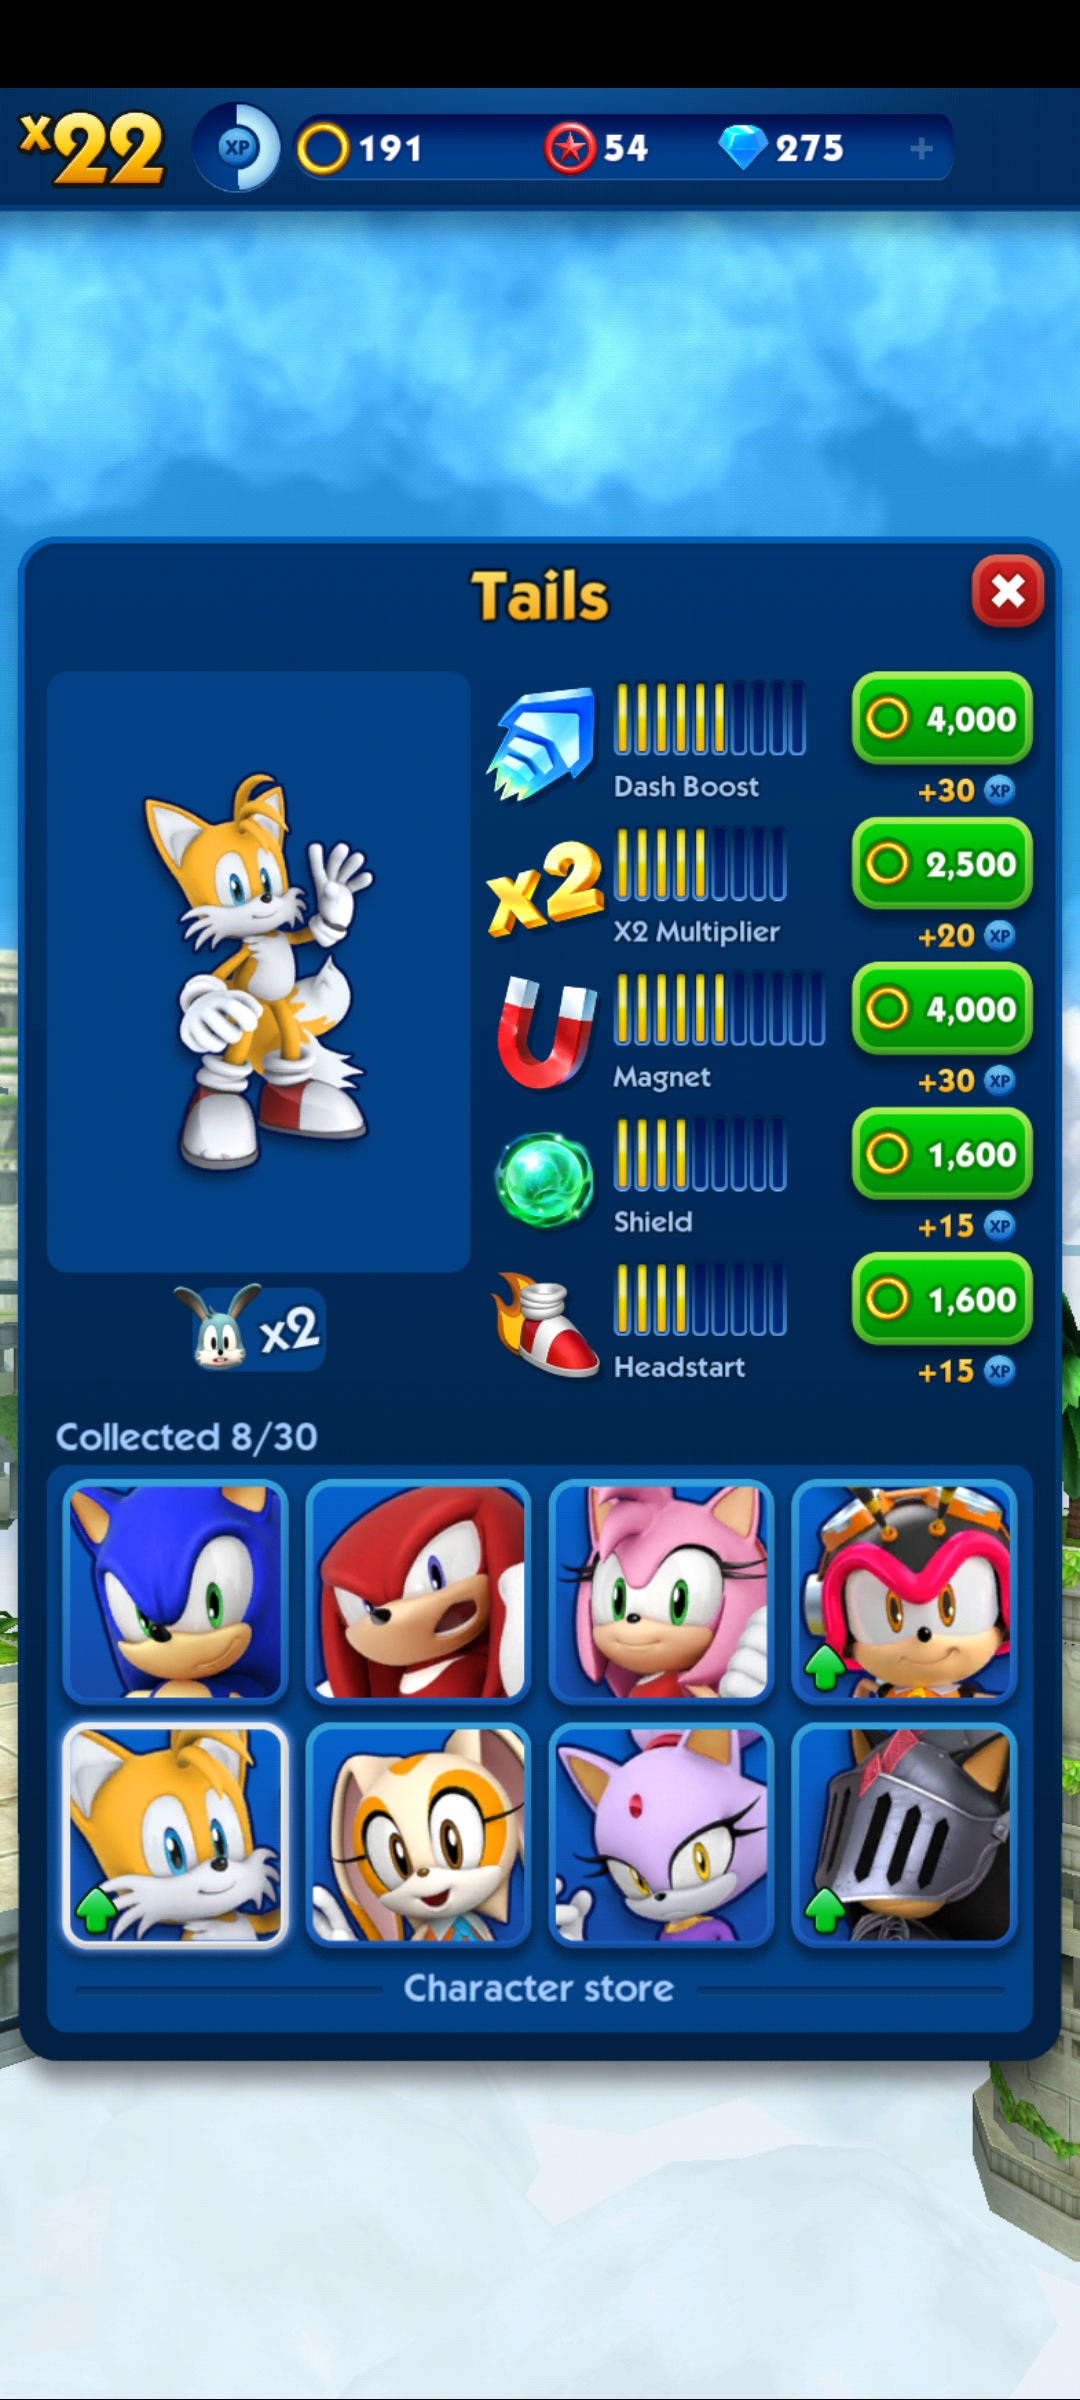 x22
XP
191
54
275
+
Tails
4,000
Dash Boost
+30 XP
x2
2,500
X2 Multiplier
+20 XP
4,000
Magnet
+30 XP
1,600
Shield
+15 XP
1,600
Headstart
+15 XP
x2
Collected 8/30
Character store